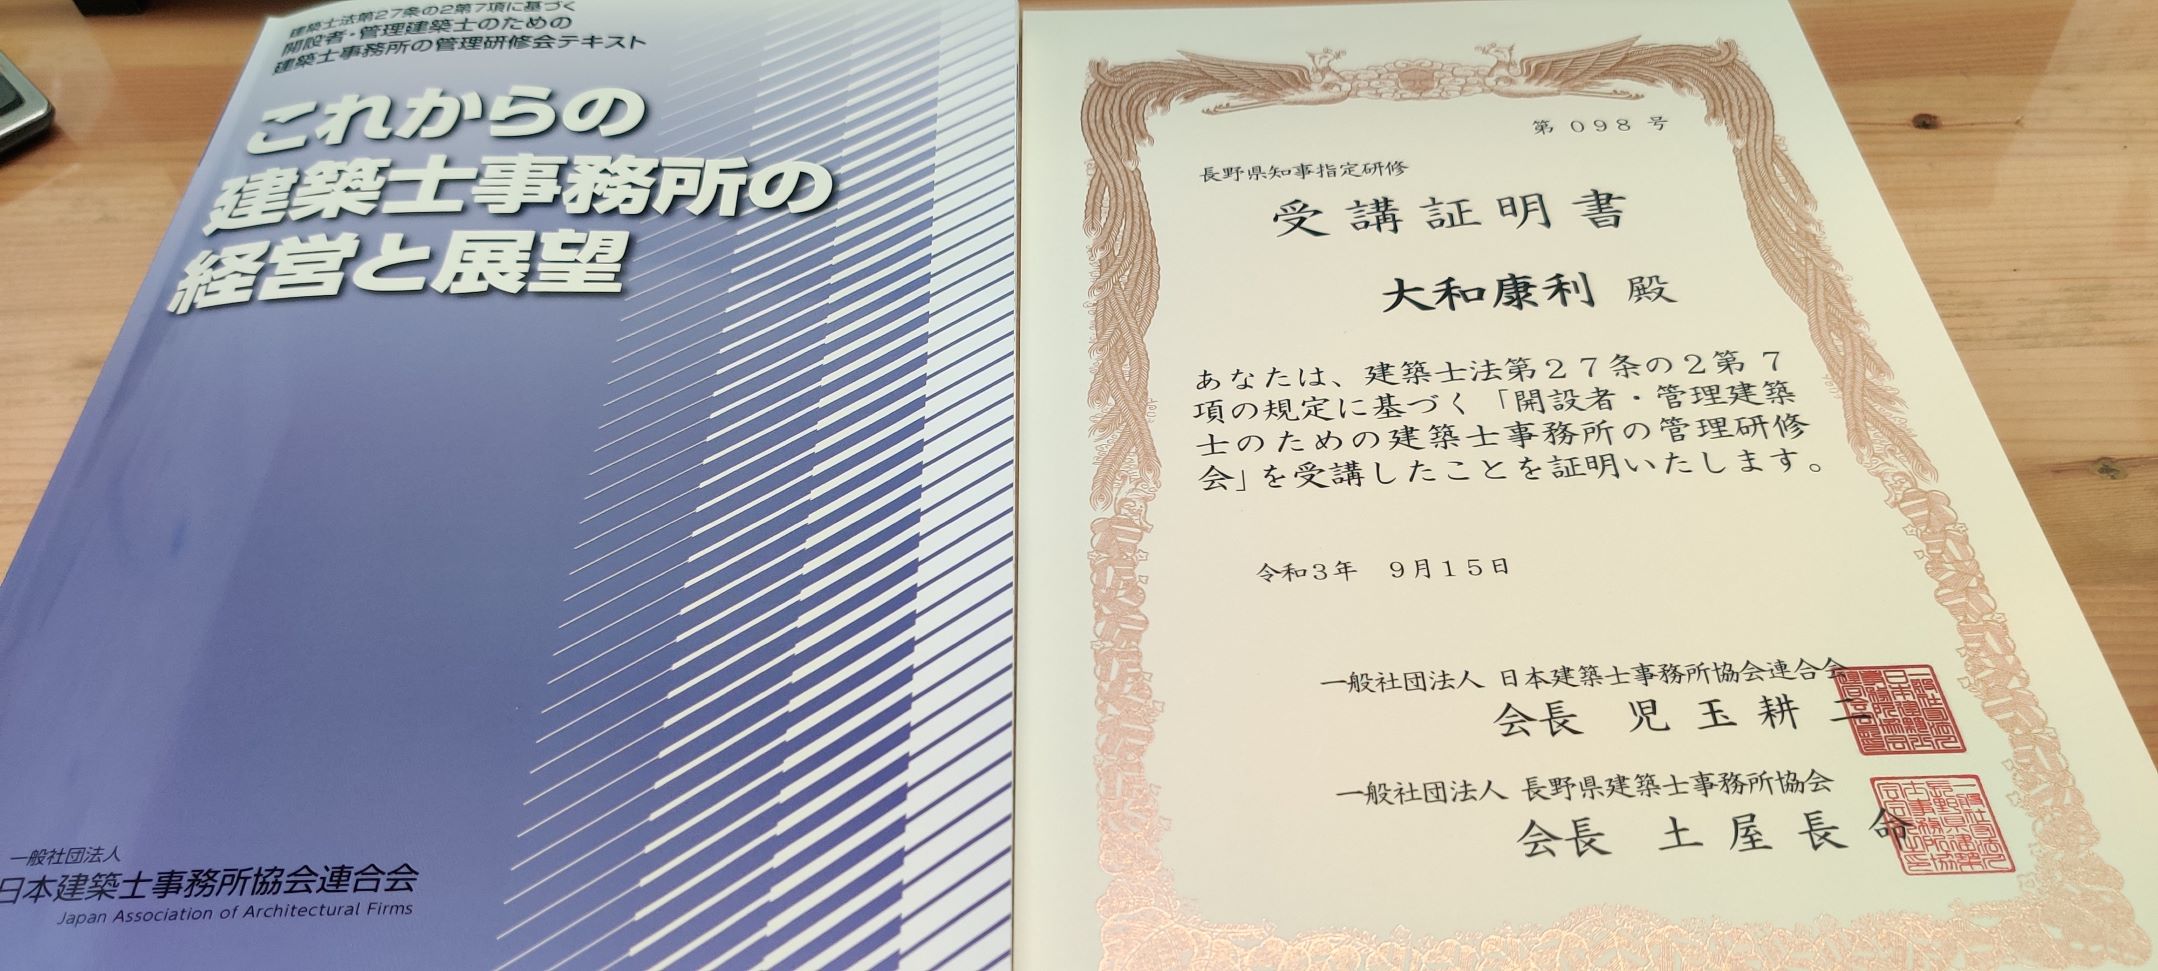 建築士法第27条の2第7項に基づく
開設者・管理建築士のための
建築士事務所の管理研修会テキスト
これからの
建築士事務所の
経営と展望
一般社団法人
日本建築士事務所協会連合会
Japan Association of Architectural Firms
第 098 号
長野県知事指定研修
受講証明書
大和康利 殿
あなたは、建築士法第27条の2第7
項の規定に基づく「開設者・管理建築
士のための建築士事務所の管理研修
会」を受講したことを証明いたします。
令和3年 9月15日
一般社団法人 日本建築士事務所協会連合会
会長 児玉耕二
一般社団法人 長野県建築士事務所協会
会長 土屋長命